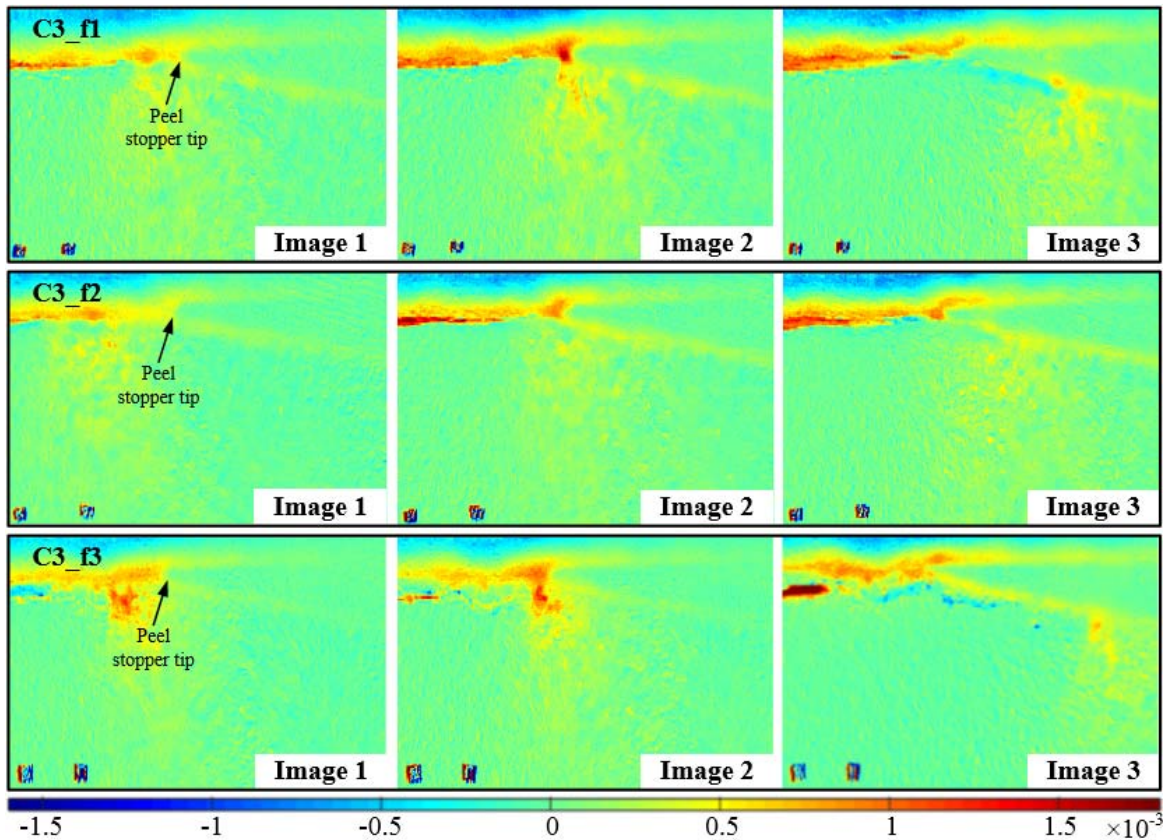 C3_f1
Peel
stopper tip
Image 1
Image 2
Image 3
C3_f2
Peel
stopper tip
Image 1
Image 2
Image 3
C3_f3
Peel
stopper tip
Image 1
Image 2
Image 3
-1.5 -1 -0.5 0 0.5 1 1.5 ×10⁻³